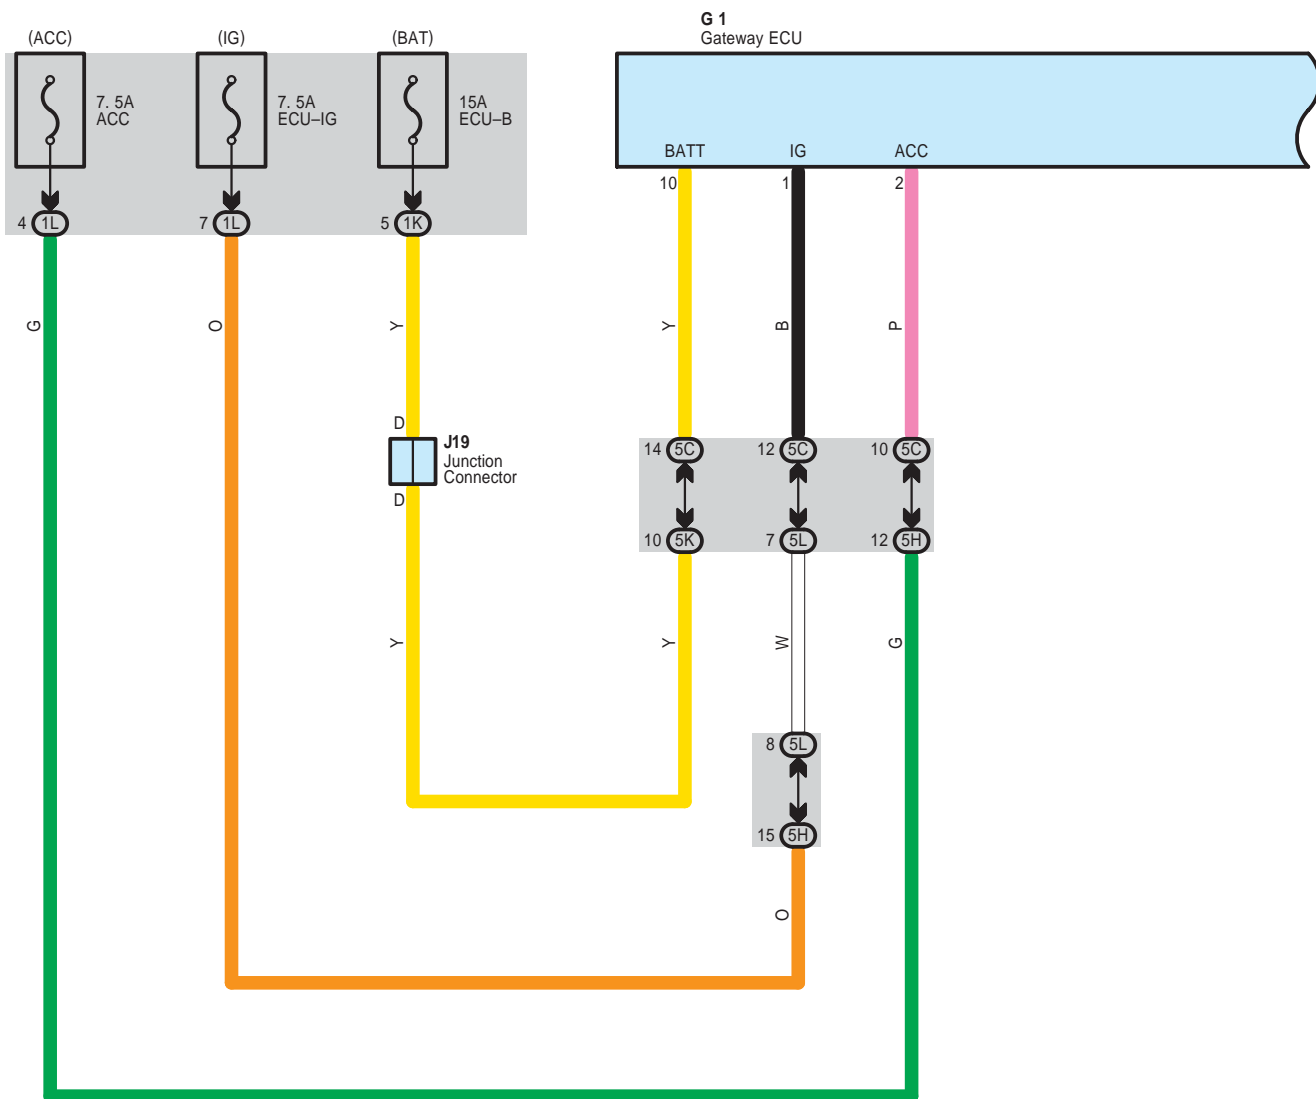 G 1
Gateway ECU
(ACC)
(IG)
(BAT)
7. 5A
ACC
7. 5A
ECU–IG
15A
ECU–B
BATT
IG
ACC
10
1
2
4 1L
7 1L
5 1K
G
O
Y
Y
B
P
D
J19
Junction
Connector
D
14 5C
12 5C
10 5C
10 5K
7 5L
12 5H
Y
Y
W
G
8 5L
15 5H
O